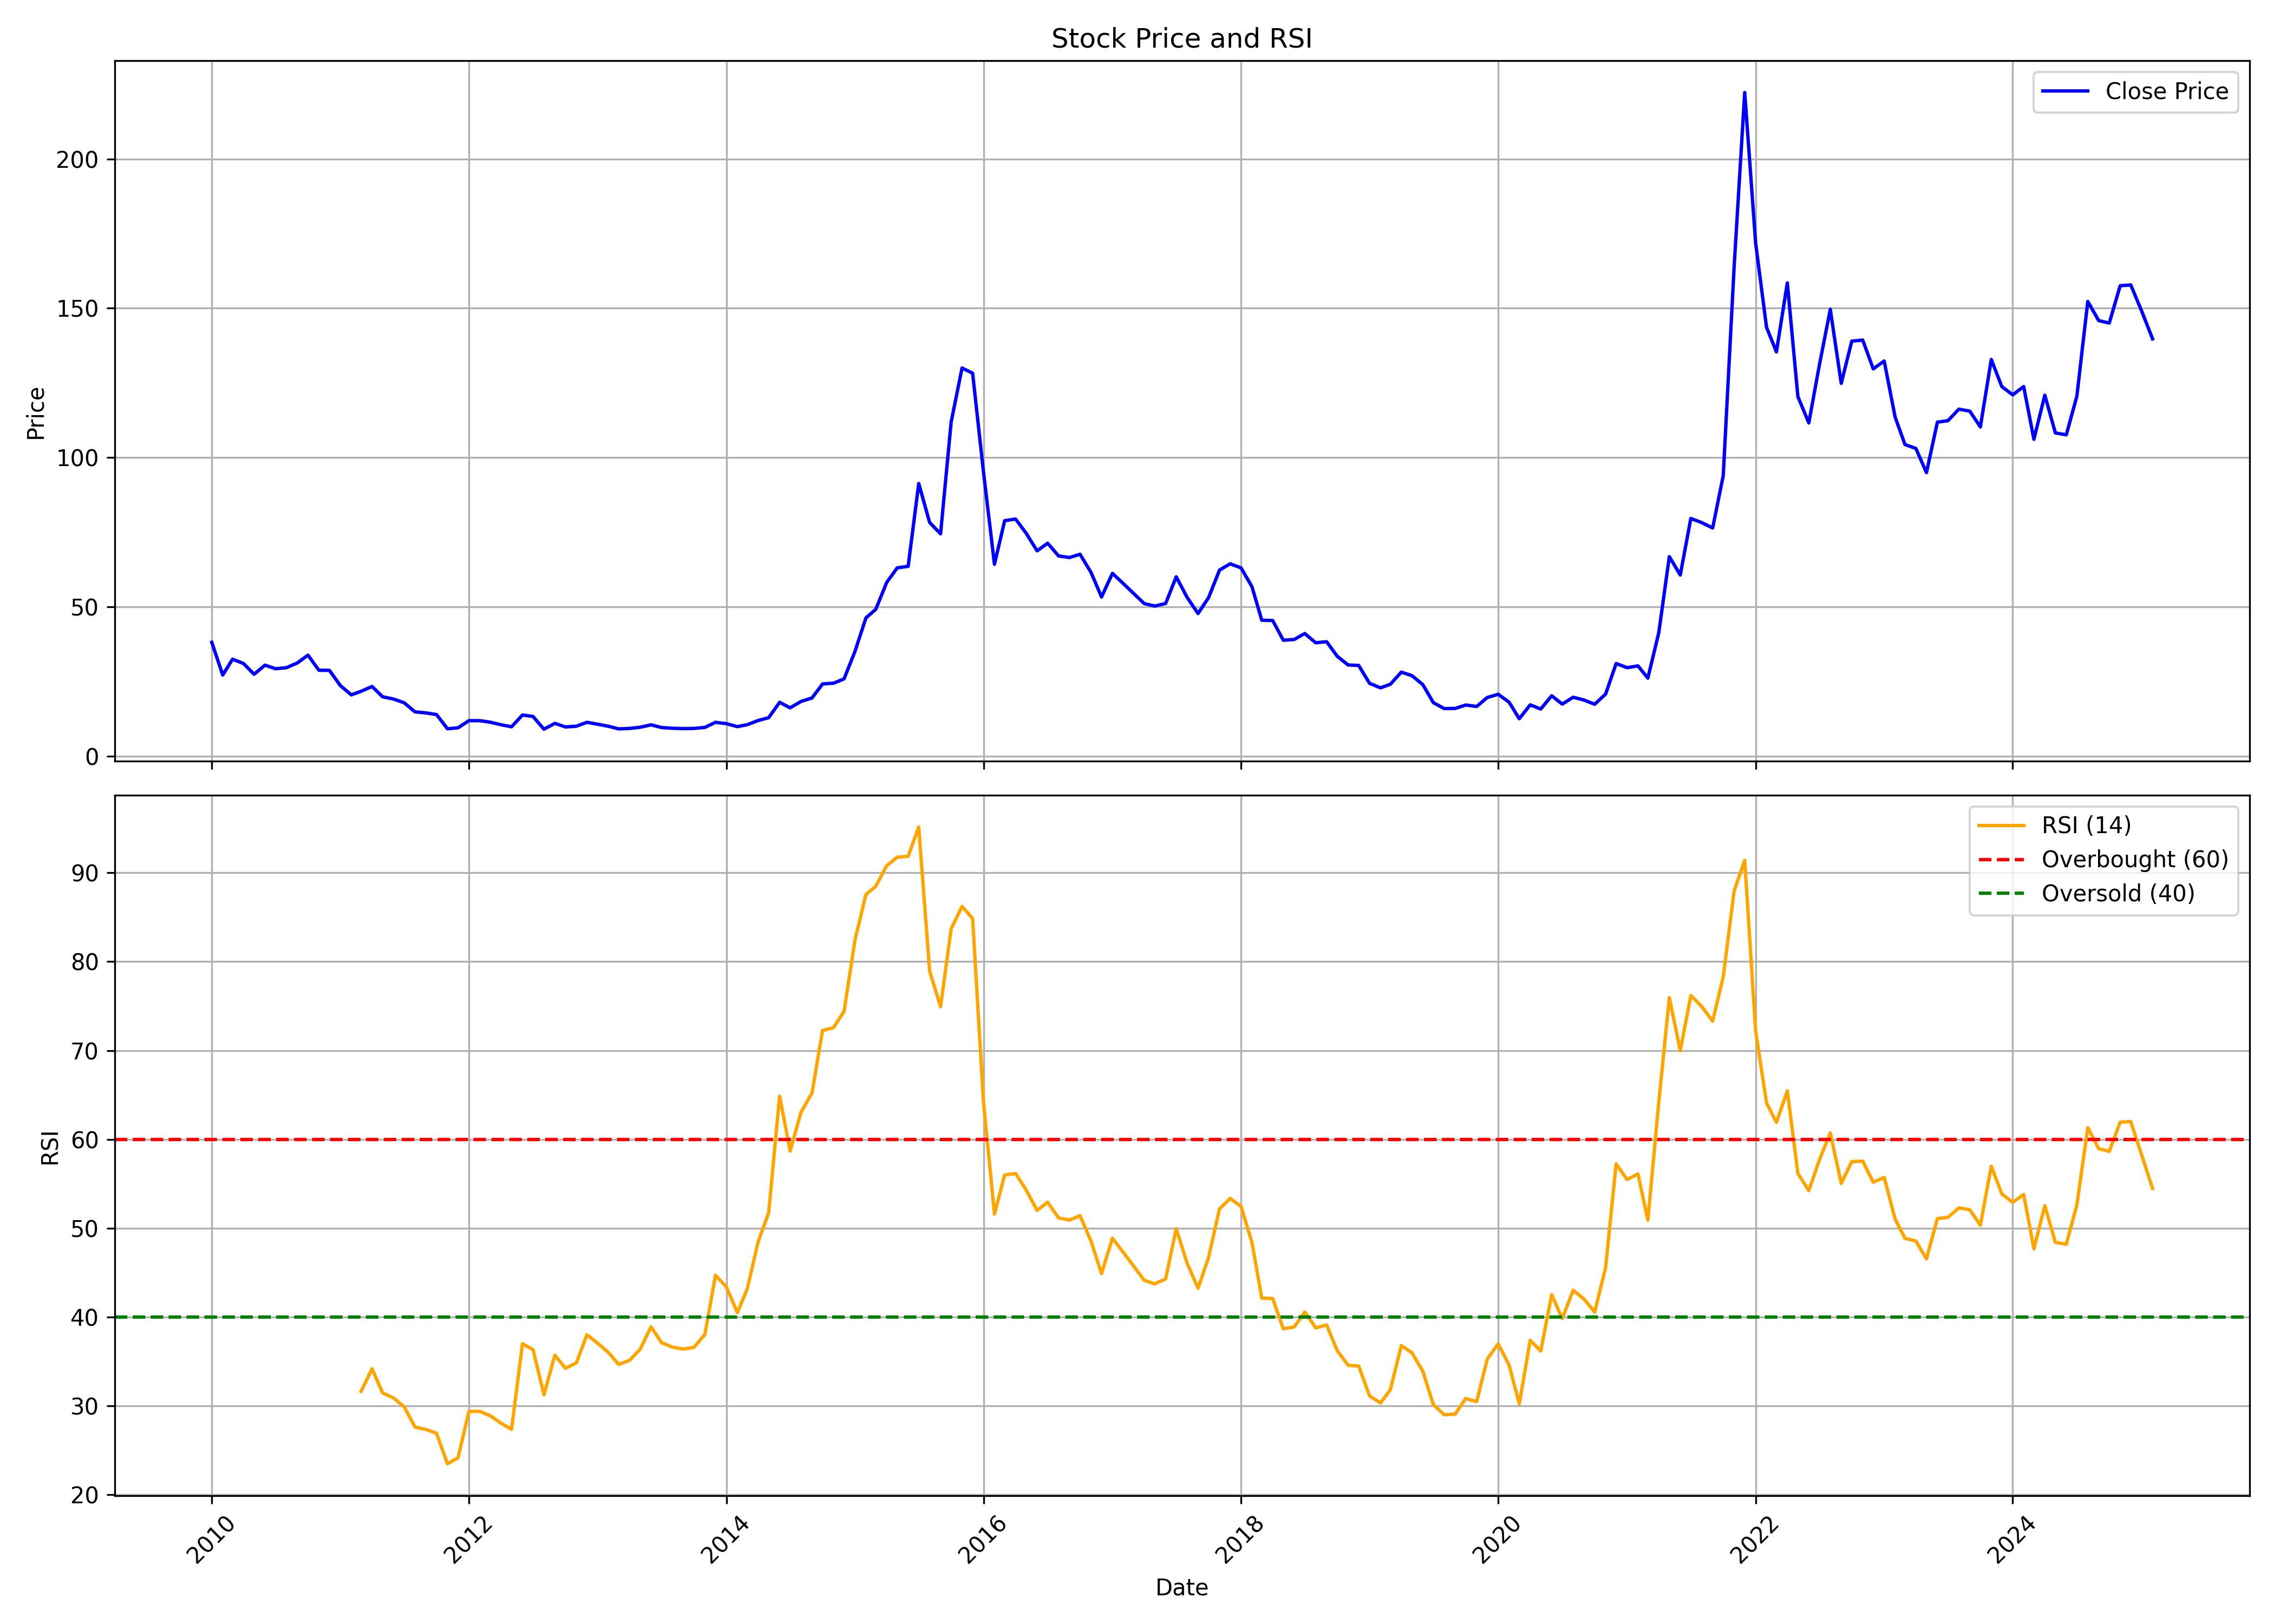 Stock Price and RSI
Close Price
Price
200
150
100
50
0
RSI (14)
Overbought (60)
Oversold (40)
RSI
90
80
70
60
50
40
30
20
2010
2012
2014
2016
2018
2020
2022
2024
Date